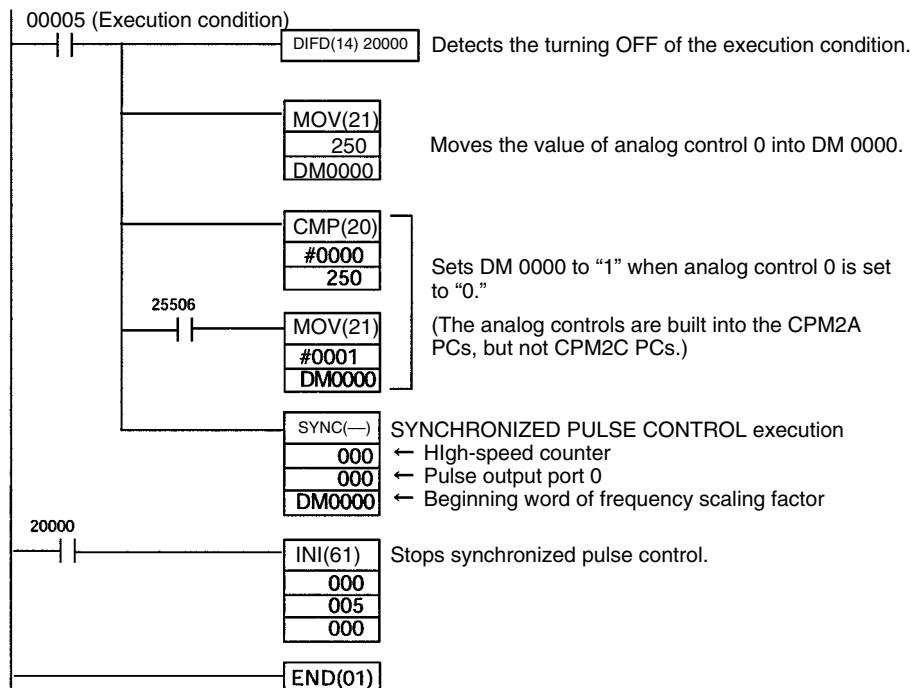 00005 (Execution condition)
DIFD(14) 20000
Detects the turning OFF of the execution condition.
MOV(21)
250
DM0000
Moves the value of analog control 0 into DM 0000.
CMP(20)
#0000
250
Sets DM 0000 to “1” when analog control 0 is set
to “0.”
25506
MOV(21)
#0001
DM0000
(The analog controls are built into the CPM2A
PCs, but not CPM2C PCs.)
SYNC(––)
SYNCHRONIZED PULSE CONTROL execution
000
← HIgh-speed counter
000
← Pulse output port 0
DM0000
← Beginning word of frequency scaling factor
20000
INI(61)
Stops synchronized pulse control.
000
005
000
END(01)